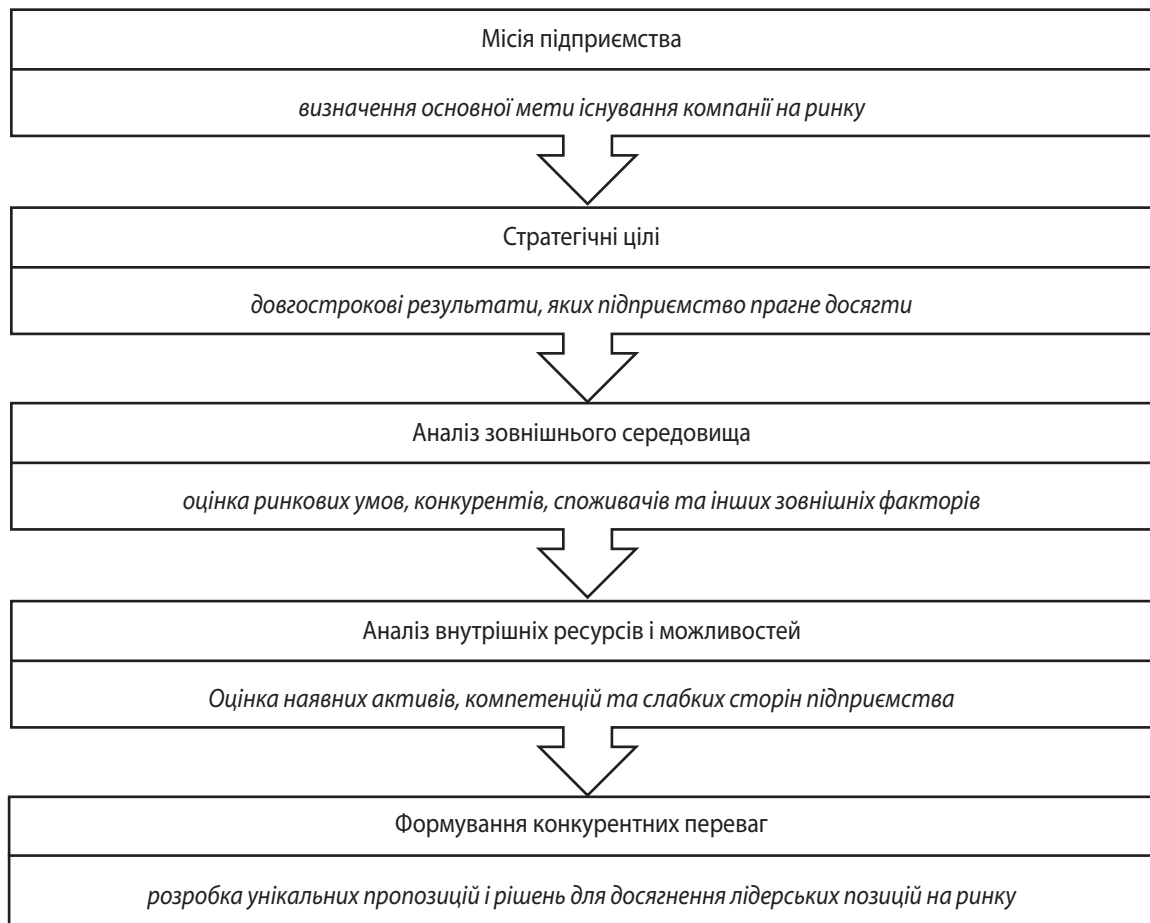 Місія підприємства
визначення основної мети існування компанії на ринку
Стратегічні цілі
довгострокові результати, яких підприємство прагне досягти
Аналіз зовнішнього середовища
оцінка ринкових умов, конкурентів, споживачів та інших зовнішніх факторів
Аналіз внутрішніх ресурсів і можливостей
Оцінка наявних активів, компетенцій та слабких сторін підприємства
Формування конкурентних переваг
розробка унікальних пропозицій і рішень для досягнення лідерських позицій на ринку